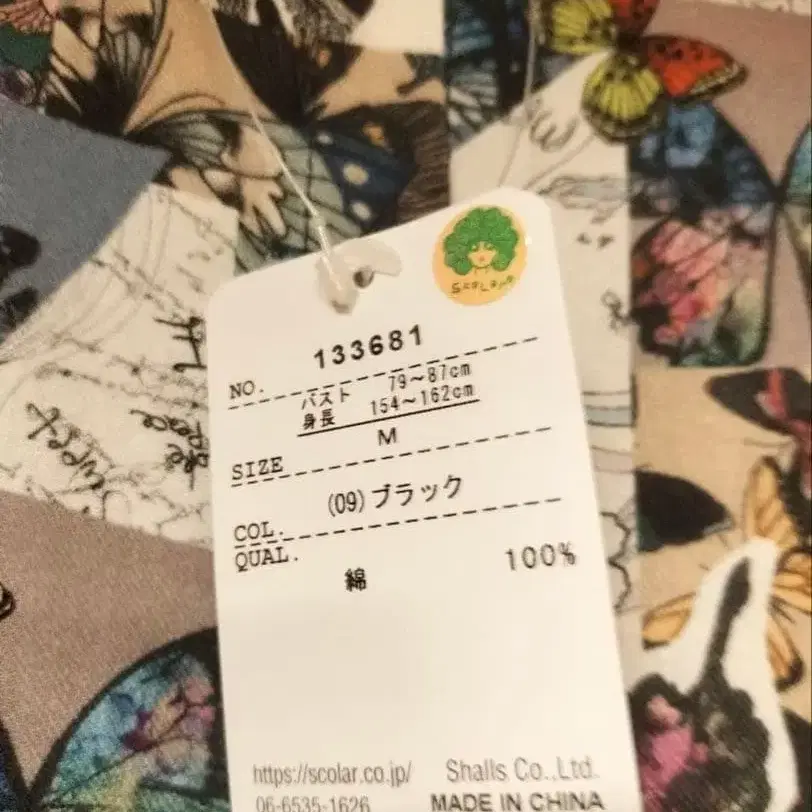 ScoLar
NO. 133681
バスト 79～87cm
身長 154～162cm
SIZE M
COL. (09)ブラック
QUAL.
綿 100%
https://scolar.co.jp/ Shalls Co.,Ltd.
06-6535-1626 MADE IN CHINA